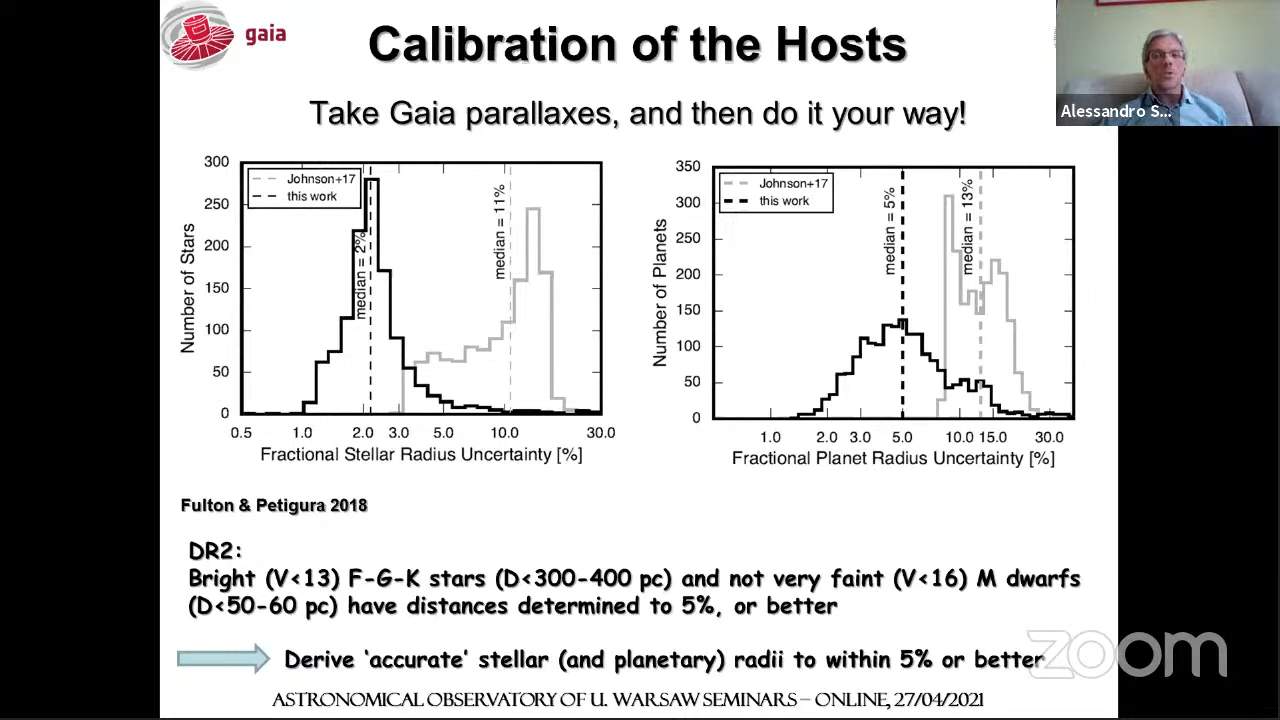 gaia
Calibration of the Hosts
Take Gaia parallaxes, and then do it your way!
Alessandro S...
300
250
200
150
100
50
0
Number of Stars
Johnson+17
this work
median = 2%
median = 11%
0.5 1.0 2.0 3.0 5.0 10.0 30.0
Fractional Stellar Radius Uncertainty [%]
350
300
250
200
150
100
50
0
Number of Planets
Johnson+17
this work
median = 5%
median = 13%
1.0 2.0 3.0 5.0 10.0 15.0 30.0
Fractional Planet Radius Uncertainty [%]
Fulton & Petigura 2018
DR2:
Bright (V<13) F-G-K stars (D<300-400 pc) and not very faint (V<16) M dwarfs
(D<50-60 pc) have distances determined to 5%, or better
Derive ‘accurate’ stellar (and planetary) radii to within 5% or better
zoom
ASTRONOMICAL OBSERVATORY OF U. WARSAW SEMINARS – ONLINE, 27/04/2021